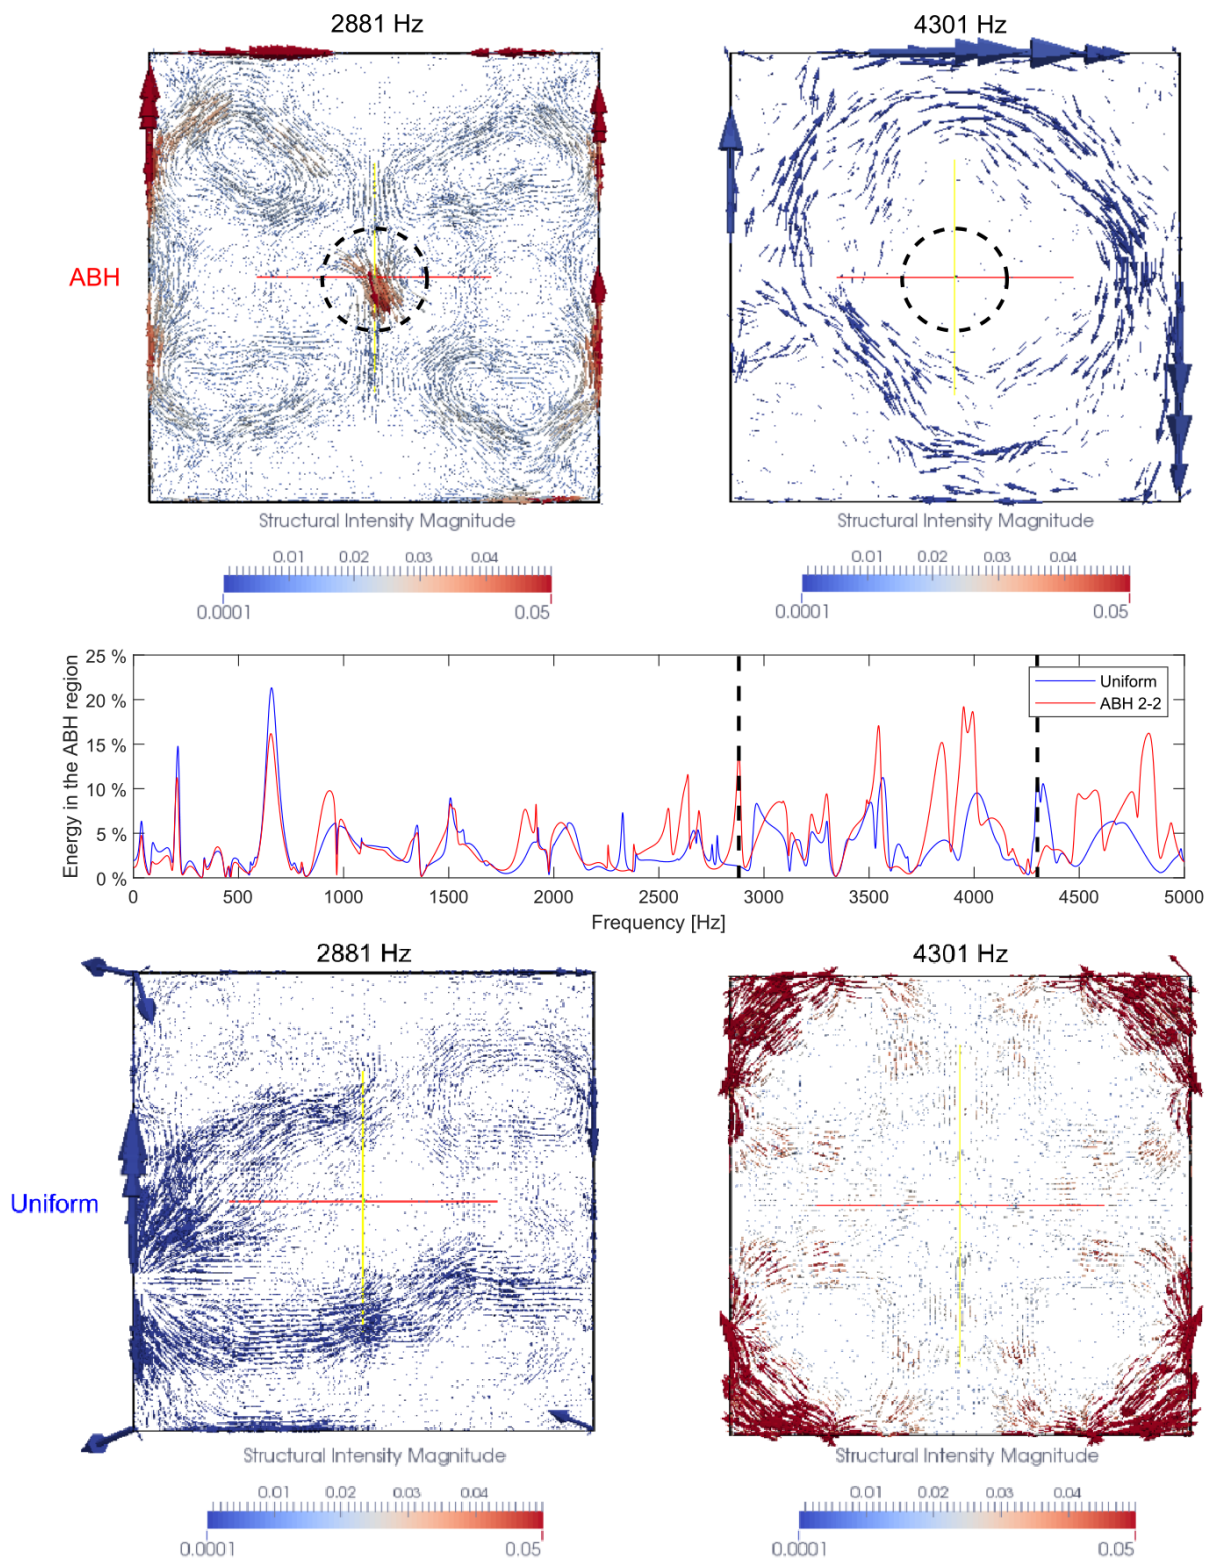 2881 Hz
4301 Hz
ABH
Structural Intensity Magnitude
Structural Intensity Magnitude
0.01 0.02 0.03 0.04
0.01 0.02 0.03 0.04
0.0001 0.05
0.0001 0.05
Energy in the ABH region
25 %
20 %
15 %
10 %
5 %
0 %
Uniform
ABH 2-2
0 500 1000 1500 2000 2500 3000 3500 4000 4500 5000
Frequency [Hz]
2881 Hz
4301 Hz
Uniform
Structural Intensity Magnitude
Structural Intensity Magnitude
0.01 0.02 0.03 0.04
0.01 0.02 0.03 0.04
0.0001 0.05
0.0001 0.05